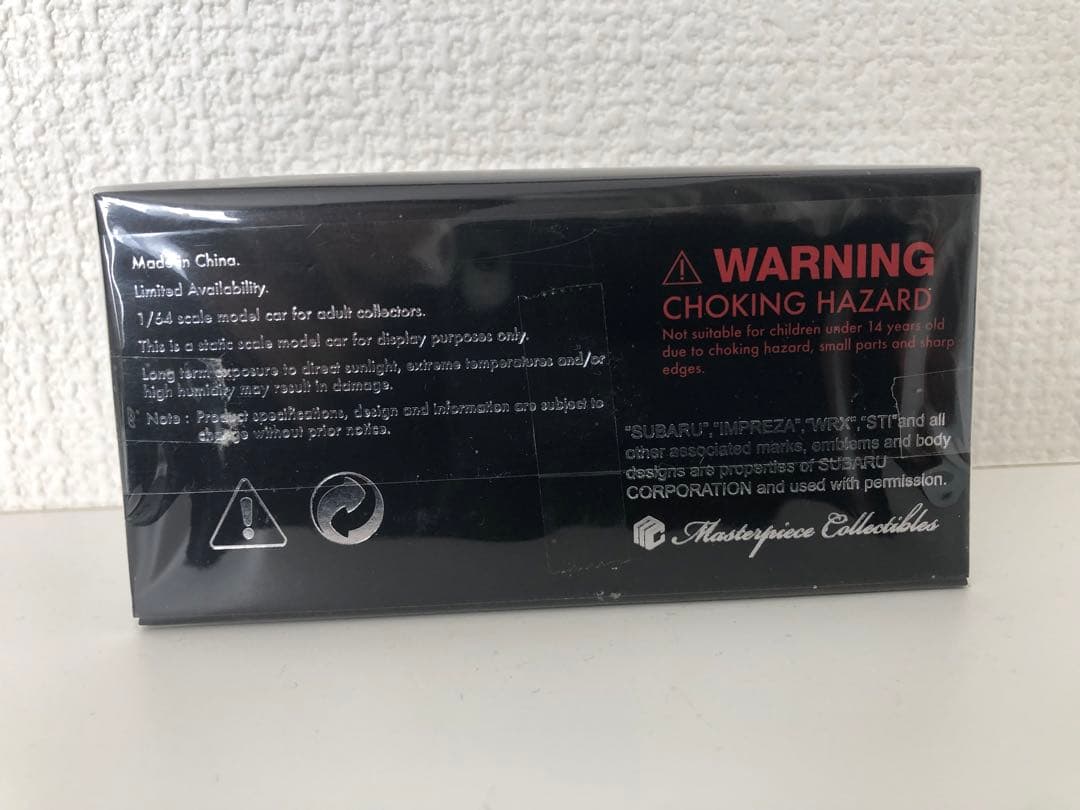 Made in China.
Limited Availability.
1/64 scale model car for adult collectors.
This is a static scale model car for display purposes only.
Long term exposure to direct sunlight, extreme temperatures and/or
high humidity may result in damage.
Note : Product specifications, design and information are subject to
change without prior notice.
WARNING
CHOKING HAZARD
Not suitable for children under 14 years old
due to choking hazard, small parts and sharp
edges.
"SUBARU","IMPREZA","WRX","STI"and all
other associated marks, emblems and body
designs are properties of SUBARU
CORPORATION and used with permission.
Masterpiece Collectibles